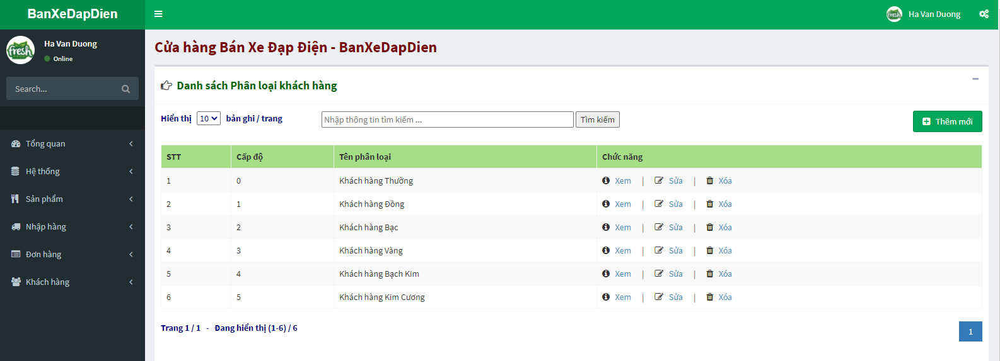 BanXeDapDien
Ha Van Duong
Ha Van Duong
Online
Search...
Tổng quan
Hệ thống
Sản phẩm
Nhập hàng
Đơn hàng
Khách hàng
Cửa hàng Bán Xe Đạp Điện - BanXeDapDien
Danh sách Phân loại khách hàng
Hiển thị 10 bản ghi / trang Nhập thông tin tìm kiếm ... Tìm kiếm Thêm mới
STT Cấp độ Tên phân loại Chức năng
1 0 Khách hàng Thường Xem | Sửa | Xóa
2 1 Khách hàng Đồng Xem | Sửa | Xóa
3 2 Khách hàng Bạc Xem | Sửa | Xóa
4 3 Khách hàng Vàng Xem | Sửa | Xóa
5 4 Khách hàng Bạch Kim Xem | Sửa | Xóa
6 5 Khách hàng Kim Cương Xem | Sửa | Xóa
Trang 1 / 1 - Đang hiển thị (1-6) / 6 1